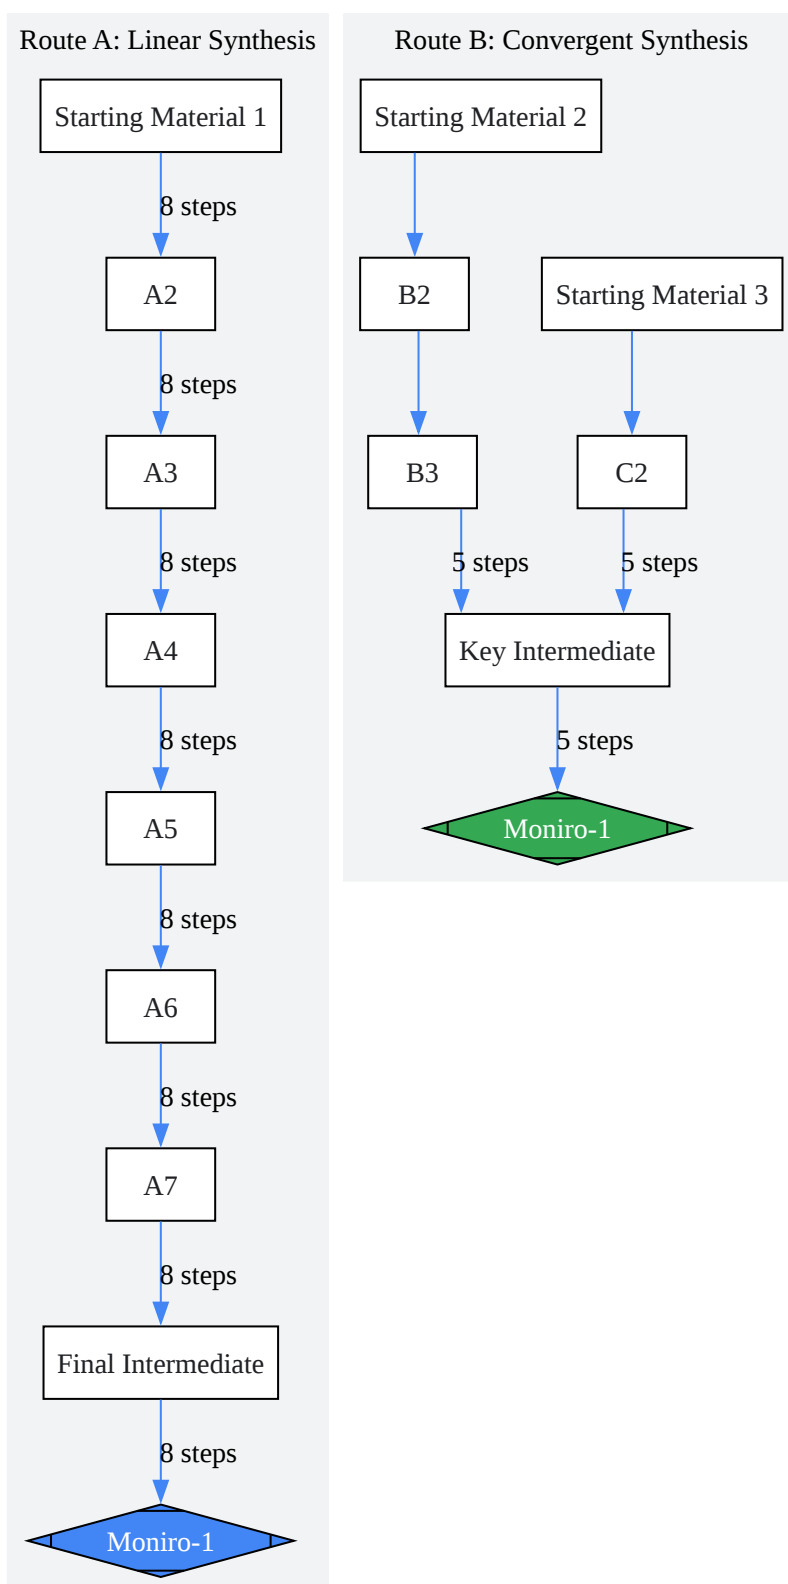 Route A: Linear Synthesis
Starting Material 1
8 steps
A2
8 steps
A3
8 steps
A4
8 steps
A5
8 steps
A6
8 steps
A7
8 steps
Final Intermediate
8 steps
Moniro-1
Route B: Convergent Synthesis
Starting Material 2
B2
Starting Material 3
B3
C2
5 steps
5 steps
Key Intermediate
5 steps
Moniro-1